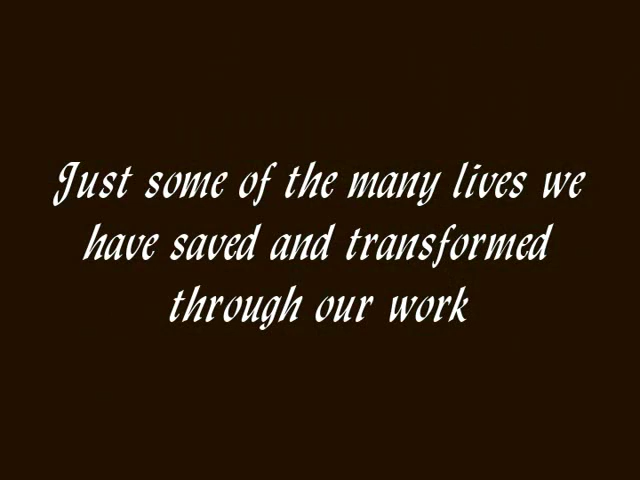 Just some of the many lives we
have saved and transformed
through our work